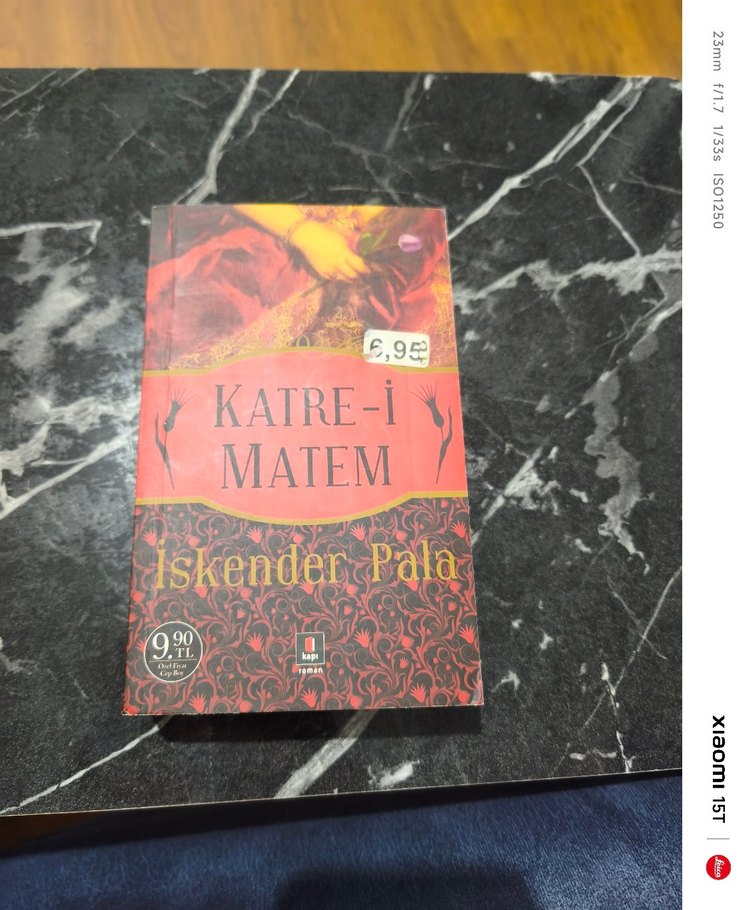 6,95
KATRE-İ
MATEM
İskender Pala
9.90
TL
Özel Fiyat
Cep Boy
kapı
roman
23mm f/1.7 1/33s ISO1250
xiaomi 15T
Leica